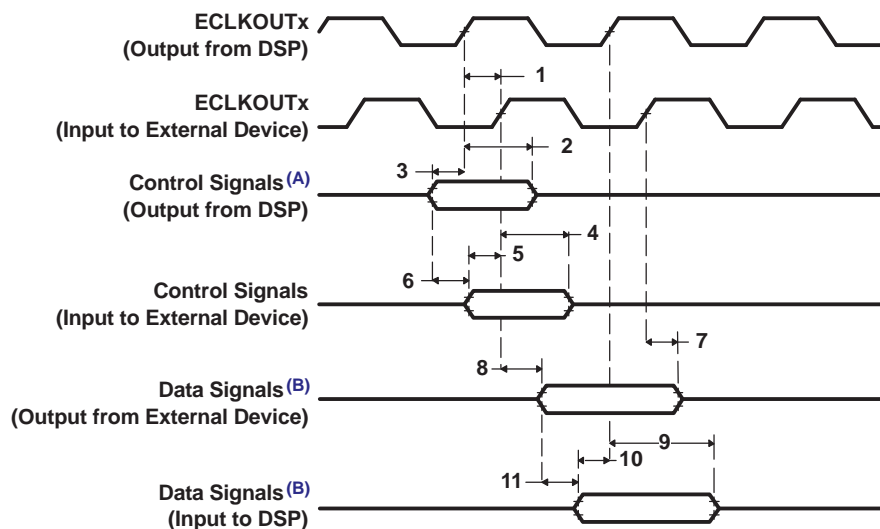 ECLKOUTx
(Output from DSP)
1
ECLKOUTx
(Input to External Device)
2
3
Control Signals (A)
(Output from DSP)
4
5
6
Control Signals
(Input to External Device)
7
8
Data Signals (B)
(Output from External Device)
9
10
11
Data Signals (B)
(Input to DSP)